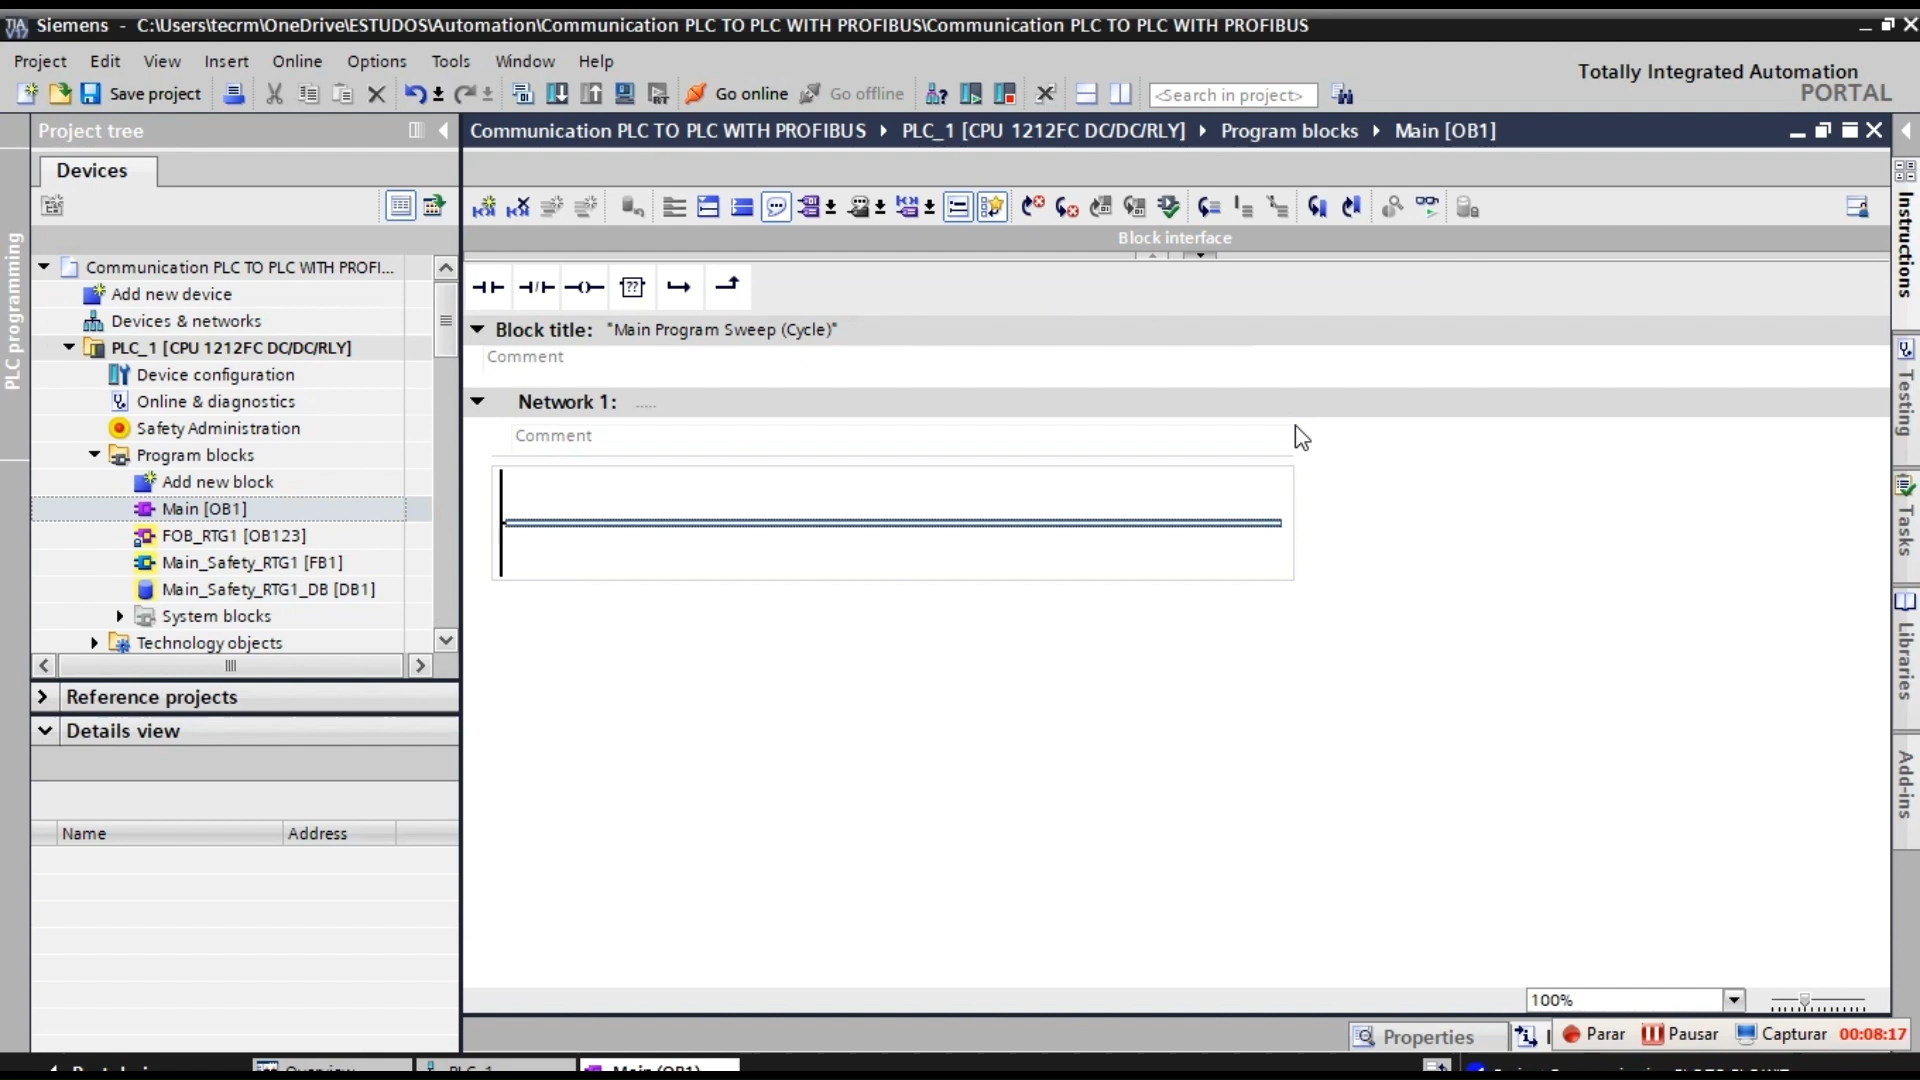 Siemens - C:\Users\tecrm\OneDrive\ESTUDOS\Automation\Communication PLC TO PLC WITH PROFIBUS\Communication PLC TO PLC WITH PROFIBUS
Project Edit View Insert Online Options Tools Window Help
Totally Integrated Automation
PORTAL
Save project Go online Go offline <Search in project>
Project tree
Communication PLC TO PLC WITH PROFIBUS PLC_1 [CPU 1212FC DC/DC/RLY] Program blocks Main [OB1]
Devices
Block interface
PLC programming
Communication PLC TO PLC WITH PROFI...
Add new device
Devices & networks
PLC_1 [CPU 1212FC DC/DC/RLY]
Device configuration
Online & diagnostics
Safety Administration
Program blocks
Add new block
Main [OB1]
FOB_RTG1 [OB123]
Main_Safety_RTG1 [FB1]
Main_Safety_RTG1_DB [DB1]
System blocks
Technology objects
Reference projects
Details view
Name Address
??
Block title: "Main Program Sweep (Cycle)"
Comment
Network 1: .....
Comment
Instructions
Testing
Tasks
Libraries
Add-ins
100%
Properties
Parar Pausar Capturar 00:08:17
Main (OB1)